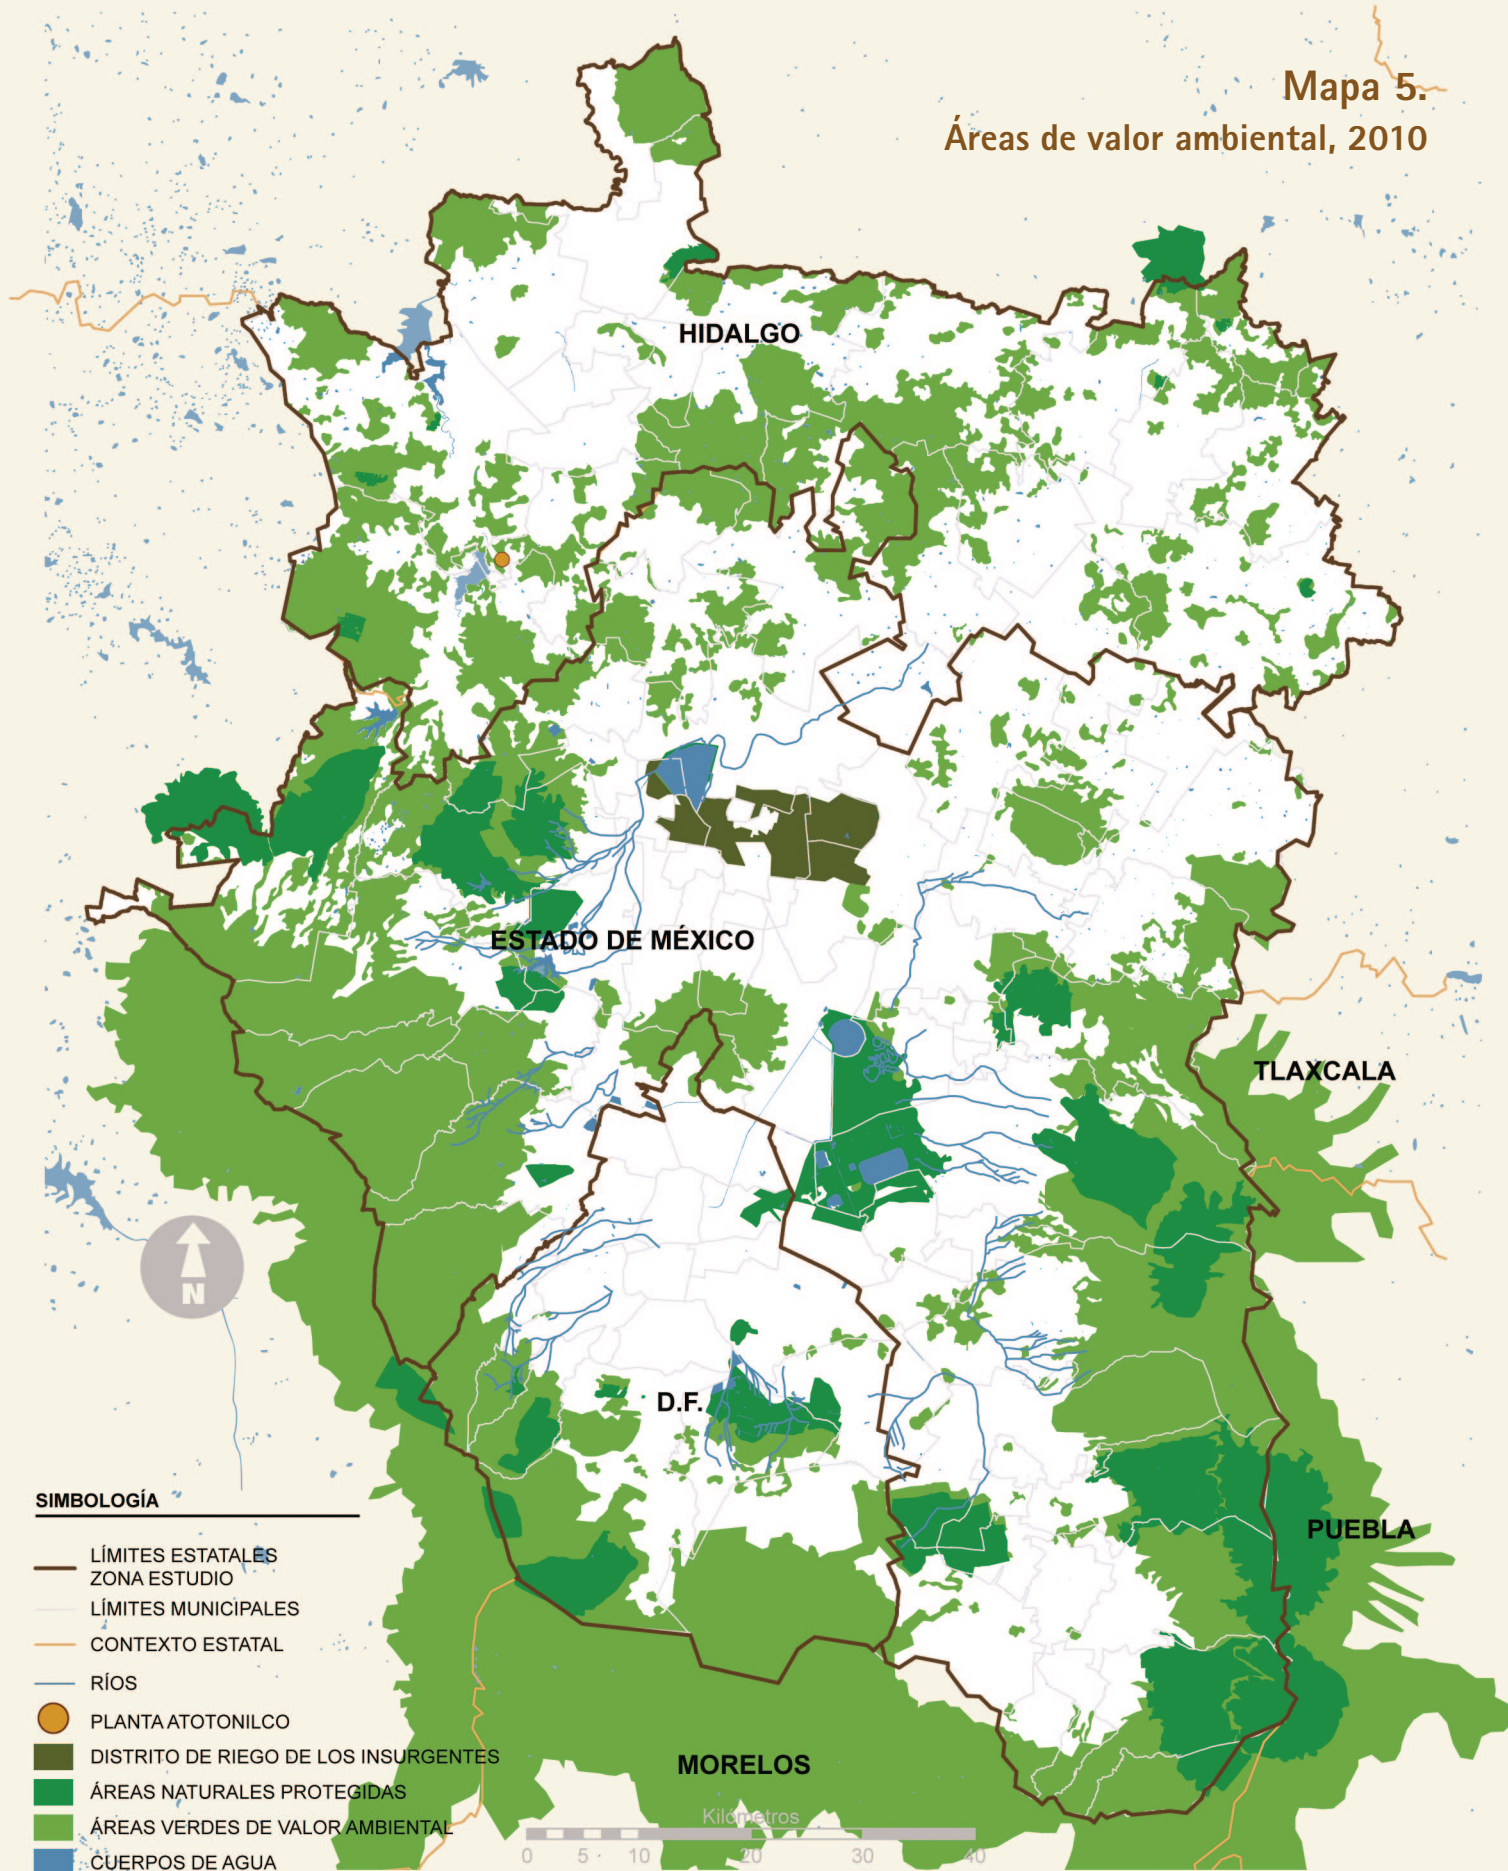 Mapa 5.
Áreas de valor ambiental, 2010
HIDALGO
ESTADO DE MÉXICO
TLAXCALA
N
D.F.
PUEBLA
MORELOS
SIMBOLOGÍA
LÍMITES ESTATALES
ZONA ESTUDIO
LÍMITES MUNICIPALES
CONTEXTO ESTATAL
RÍOS
PLANTA ATOTONILCO
DISTRITO DE RIEGO DE LOS INSURGENTES
ÁREAS NATURALES PROTEGIDAS
ÁREAS VERDES DE VALOR AMBIENTAL
CUERPOS DE AGUA
Kilómetros
0 5 10 20 30 40